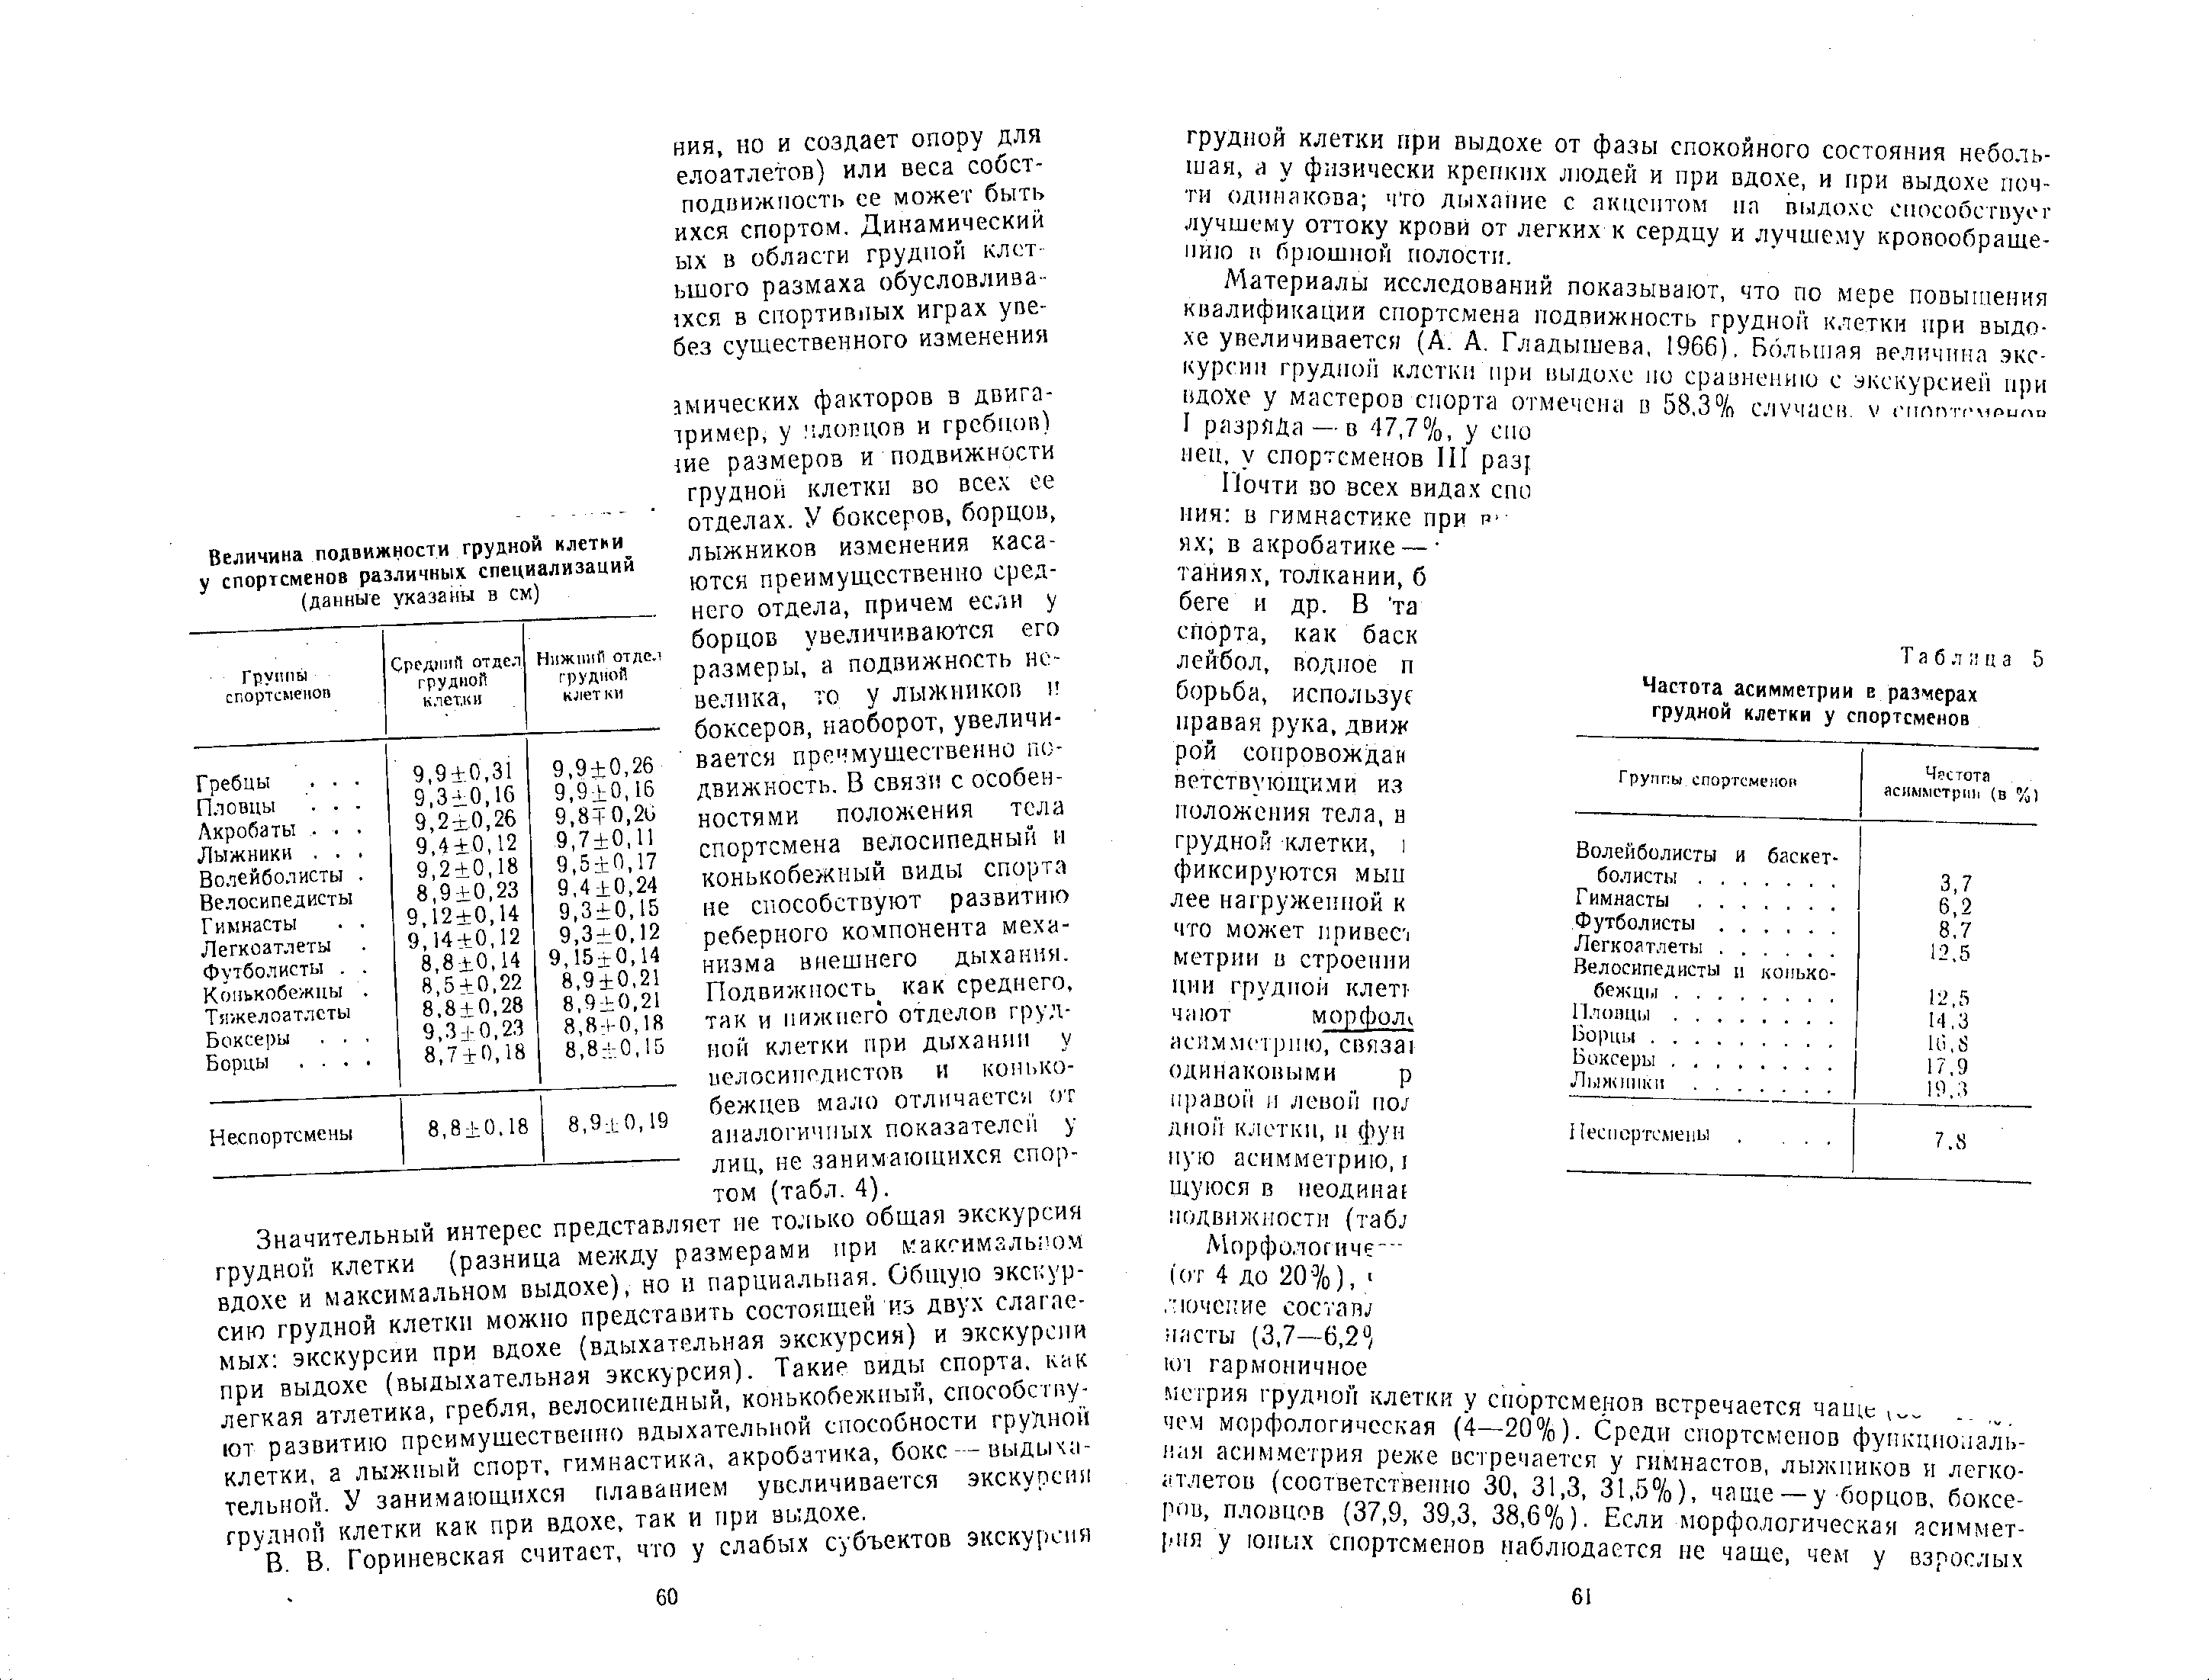 ния, но и создает опору для
елоатлетов) или веса собст-
подвижность ее может быть
ихся спортом. Динамический
ых в области грудной клет-
ьшого размаха обусловлива-
ихся в спортивных играх уве-
без существенного изменения
амических факторов в двига-
пример, у пловцов и гребцов)
ние размеров и подвижности
грудной клетки во всех ее
отделах. У боксеров, борцов,
лыжников изменения каса-
ются преимущественно сред-
него отдела, причем если у
борцов увеличиваются его
размеры, а подвижность не-
велика, то у лыжников и
боксеров, наоборот, увеличи-
вается преимущественно по-
движность. В связи с особен-
ностями положения тела
спортсмена велосипедный и
конькобежный виды спорта
не способствуют развитию
реберного компонента меха-
низма внешнего дыхания.
Подвижность как среднего,
так и нижнего отделов груд-
ной клетки при дыхании у
велосипедистов и конько-
бежцев мало отличается от
аналогичных показателей у
лиц, не занимающихся спор-
том (табл. 4).
Величина подвижности грудной клетки
у спортсменов различных специализаций
(данные указаны в см)
Группы спортсменов | Средний отдел грудной клетки | Нижний отдел грудной клетки
Гребцы . . . 9,9±0,31 9,9±0,26
Пловцы . . . 9,3±0,16 9,9±0,16
Акробаты . . . 9,2±0,26 9,8∓0,26
Лыжники . . . 9,4±0,12 9,7±0,11
Волейболисты . 9,2±0,18 9,5±0,17
Велосипедисты 8,9±0,23 9,4±0,24
Гимнасты . . 9,12±0,14 9,3±0,15
Легкоатлеты . 9,14±0,12 9,3±0,12
Футболисты . . 8,8±0,14 9,15±0,14
Конькобежцы . 8,5±0,22 8,9±0,21
Тяжелоатлеты 8,8±0,28 8,9±0,21
Боксеры . . . 9,3±0,23 8,8±0,18
Борцы . . . . 8,7±0,18 8,8±0,15
Неспортсмены 8,8±0,18 8,9±0,19
Значительный интерес представляет не только общая экскурсия
грудной клетки (разница между размерами при максимальном
вдохе и максимальном выдохе), но и парциальная. Общую экскур-
сию грудной клетки можно представить состоящей из двух слагае-
мых: экскурсии при вдохе (вдыхательная экскурсия) и экскурсии
при выдохе (выдыхательная экскурсия). Такие виды спорта, как
легкая атлетика, гребля, велосипедный, конькобежный, способству-
ют развитию преимущественно вдыхательной способности грудной
клетки, а лыжный спорт, гимнастика, акробатика, бокс — выдыха-
тельной. У занимающихся плаванием увеличивается экскурсия
грудной клетки как при вдохе, так и при выдохе.
В. В. Гориневская считает, что у слабых субъектов экскурсия
60
грудной клетки при выдохе от фазы спокойного состояния неболь-
шая, а у физически крепких людей и при вдохе, и при выдохе поч-
ти одинакова; что дыхание с акцентом на выдохе способствует
лучшему оттоку крови от легких к сердцу и лучшему кровообраще-
нию в брюшной полости.
Материалы исследований показывают, что по мере повышения
квалификации спортсмена подвижность грудной клетки при выдо-
хе увеличивается (А. А. Гладышева, 1966). Бо́льшая величина экс-
курсии грудной клетки при выдохе по сравнению с экскурсией при
вдохе у мастеров спорта отмечена в 58,3% случаев, у спортсменов
I разряда — в 47,7%, у спо
нец, у спортсменов III раз
Почти во всех видах спо
ния: в гимнастике при в
ях; в акробатике —
таниях, толкании, б
беге и др. В та
спорта, как баск
лейбол, водное п
борьба, использує
правая рука, движ
рой сопровождаю
ветствующими из
положения тела, в
грудной клетки,
фиксируются мыш
лее нагруженной к
что может привест
метрии в строении
ции грудной клетк
чают морфол
асимметрию, связа
одинаковыми р
правой и левой пол
дной клетки, и фун
ную асимметрию,
щуюся в неодинак
подвижности (табл
Морфологиче
(от 4 до 20%),
лючение составл
насты (3,7—6,2%
ют гармоничное
метрия грудной клетки у спортсменов встречается чаще
чем морфологическая (4—20%). Среди спортсменов функциональ-
ная асимметрия реже встречается у гимнастов, лыжников и легко-
атлетов (соответственно 30, 31,3, 31,5%), чаще — у борцов, боксе-
ров, пловцов (37,9, 39,3, 38,6%). Если морфологическая асиммет-
рия у юных спортсменов наблюдается не чаще, чем у взрослых
Таблица 5
Частота асимметрии в размерах
грудной клетки у спортсменов
Группы спортсменов | Частота асимметрии (в %)
Волейболисты и баскет-
болисты . . . . . . . 3,7
Гимнасты . . . . . . . 6,2
Футболисты . . . . . . 8,7
Легкоатлеты . . . . . . 12,5
Велосипедисты и конько-
бежцы . . . . . . . . 12,5
Пловцы . . . . . . . . 14,3
Борцы . . . . . . . . . 16,8
Боксеры . . . . . . . . 17,9
Лыжники . . . . . . . 19,3
Неспортсмены . . . . 7,8
61